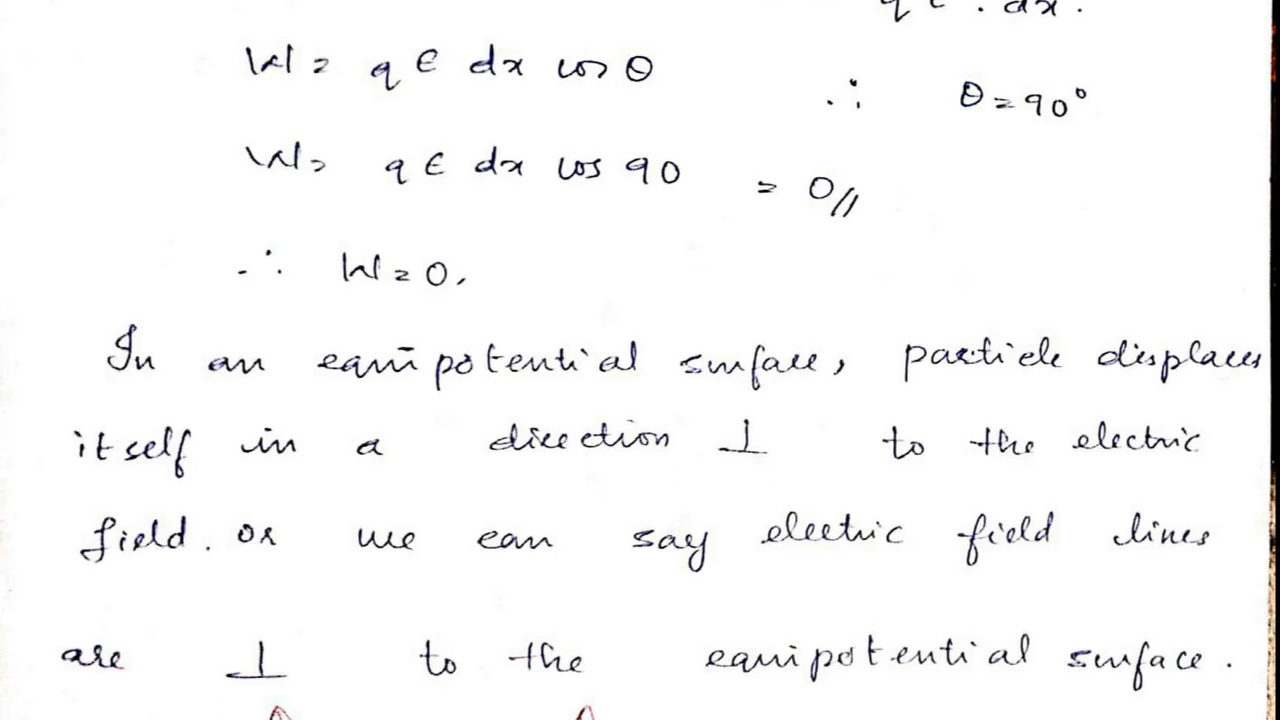 qE . dx.
W = q E dx cos θ
∴ θ = 90°
W = q E dx cos 90 = 0//
∴ W = 0.
In an equipotential surface, particle displaces
itself in a direction ⊥ to the electric
field. or we can say electric field lines
are ⊥ to the equipotential surface.